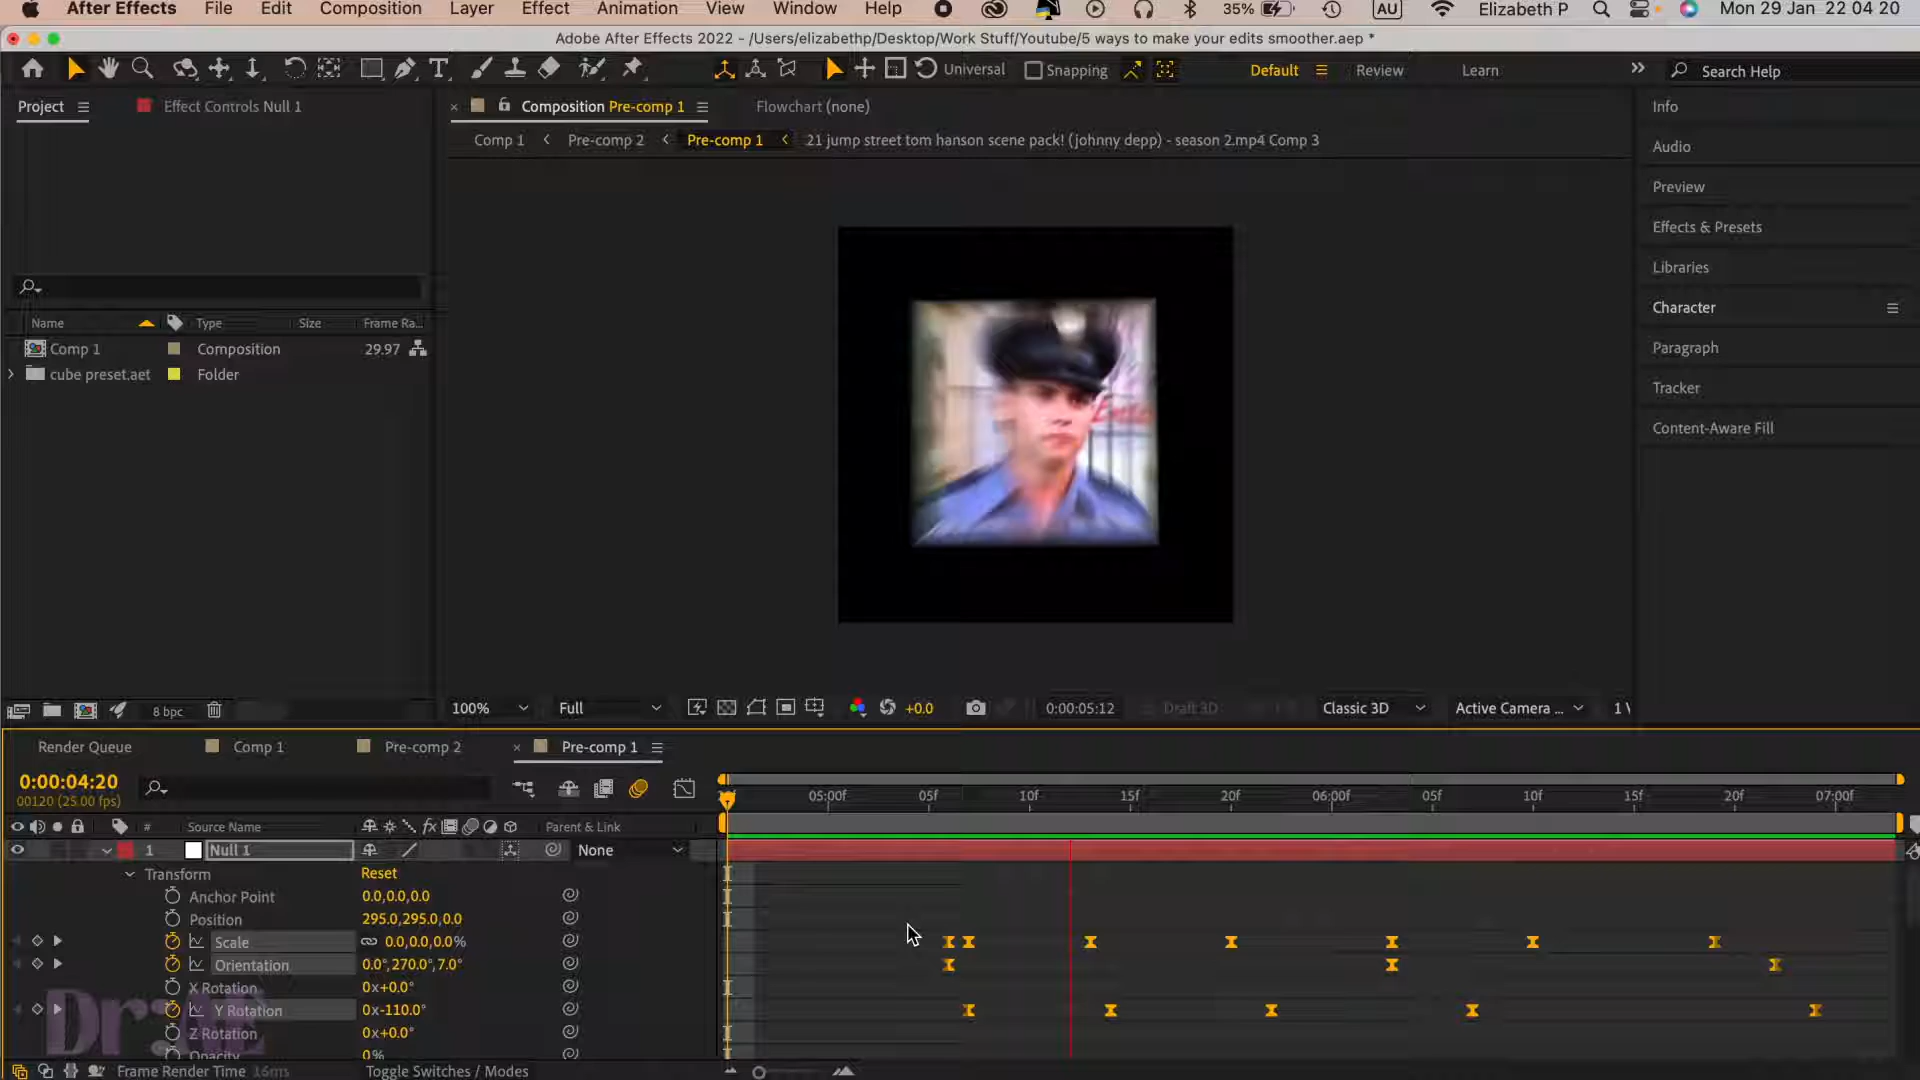 After Effects File Edit Composition Layer Effect Animation View Window Help 35% AU Elizabeth P Mon 29 Jan 22 04 20
Adobe After Effects 2022 - /Users/elizabethp/Desktop/Work Stuff/Youtube/5 ways to make your edits smoother.aep *
Universal Snapping Default Review Learn Search Help
Project Effect Controls Null 1 Composition Pre-comp 1 Flowchart (none) Info
Comp 1 Pre-comp 2 Pre-comp 1 21 jump street tom hanson scene pack! (johnny depp) - season 2.mp4 Comp 3 Audio
Preview
Effects & Presets
Libraries
Character
Paragraph
Tracker
Content-Aware Fill
Name Type Size Frame Ra...
Comp 1 Composition 29.97
cube preset.aet Folder
8 bpc 100% Full +0.0 0:00:05:12 Draft 3D Classic 3D Active Camera ... 1 V
Render Queue Comp 1 Pre-comp 2 Pre-comp 1
0:00:04:20
00120 (25.00 fps)
05:00f 05f 10f 15f 20f 06:00f 05f 10f 15f 20f 07:00f
# Source Name fx Parent & Link
1 Null 1 None
Transform Reset
Anchor Point 0.0,0.0,0.0
Position 295.0,295.0,0.0
Scale 0.0,0.0,0.0%
Orientation 0.0°,270.0°,7.0°
X Rotation 0x+0.0°
Y Rotation 0x-110.0°
Z Rotation 0x+0.0°
Opacity 0%
Dr:AE
Frame Render Time 16ms Toggle Switches / Modes